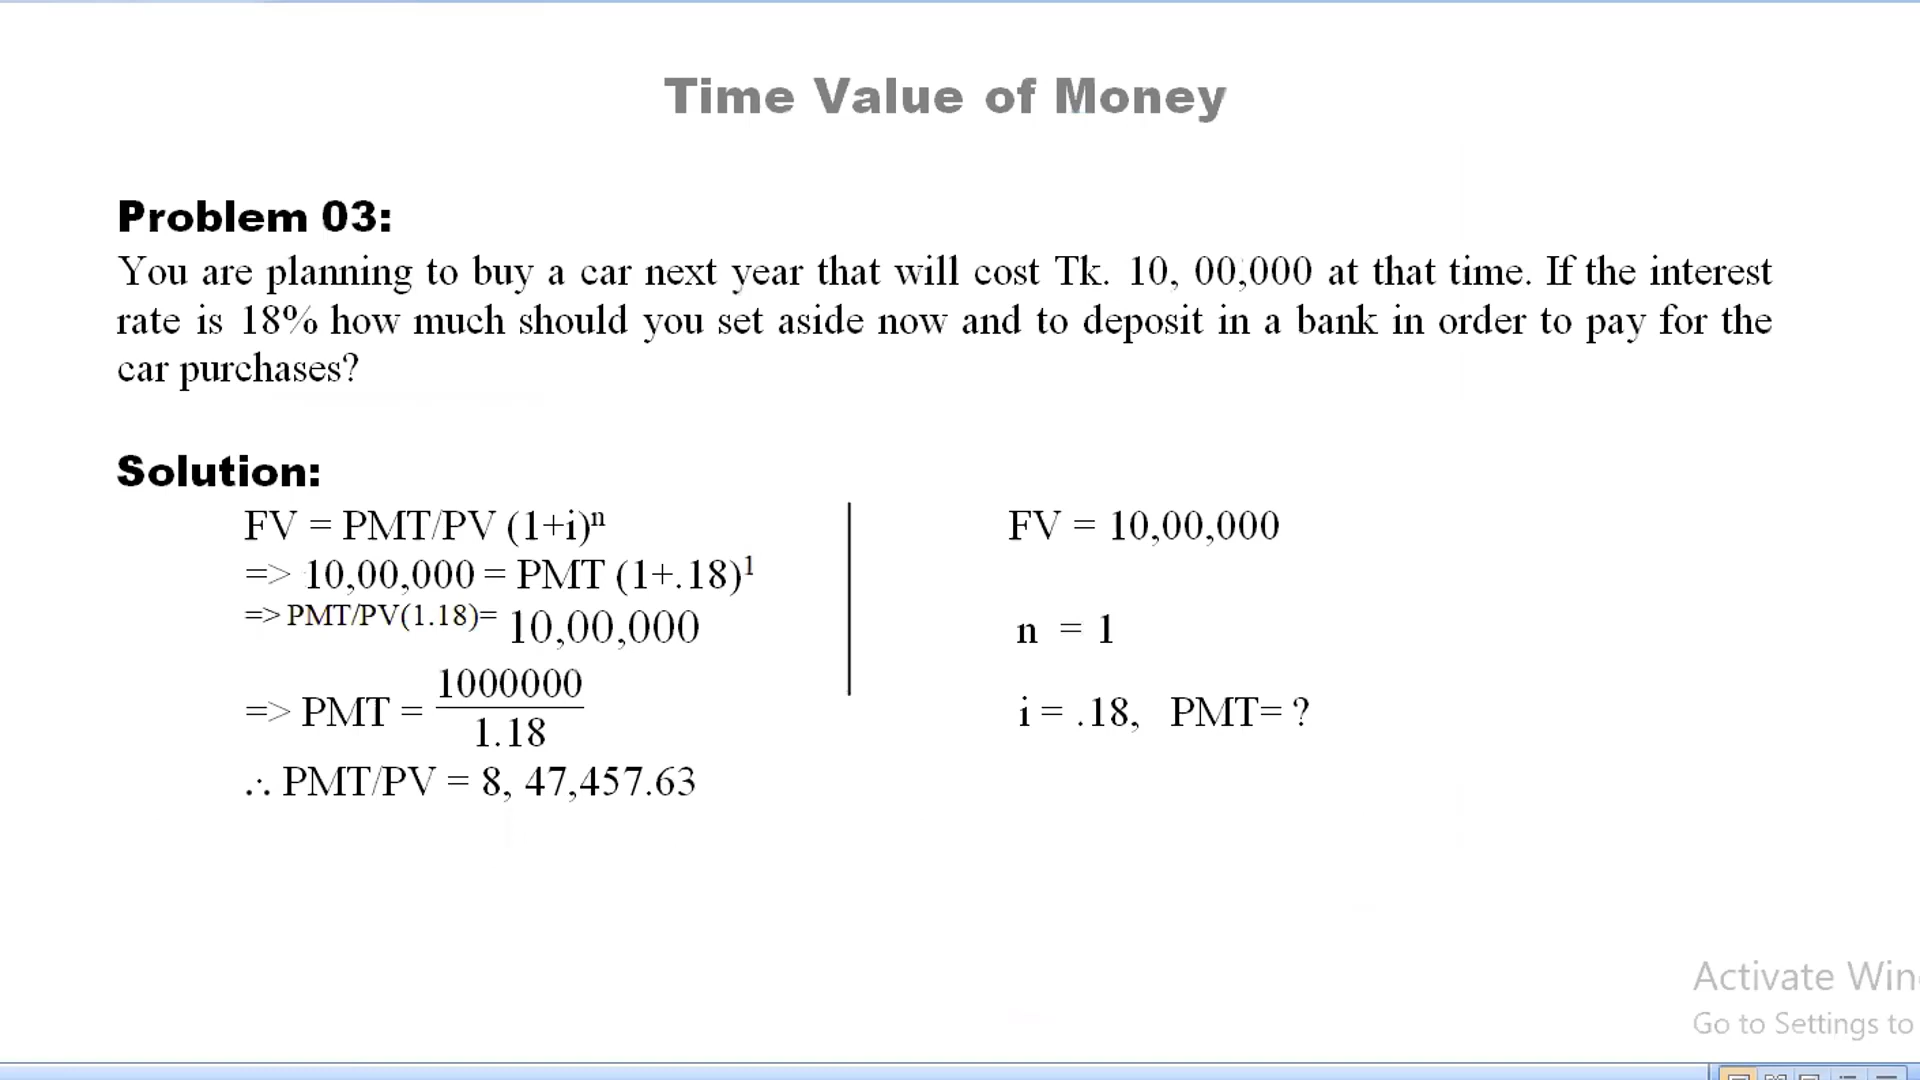 Time Value of Money
Problem 03:
You are planning to buy a car next year that will cost Tk. 10, 00,000 at that time. If the interest
rate is 18% how much should you set aside now and to deposit in a bank in order to pay for the
car purchases?
Solution:
FV = PMT/PV (1+i)ⁿ
=> 10,00,000 = PMT (1+.18)¹
=> PMT/PV(1.18)= 10,00,000
=> PMT = 1000000
1.18
∴ PMT/PV = 8, 47,457.63
FV = 10,00,000
n = 1
i = .18, PMT= ?
Activate Win
Go to Settings to